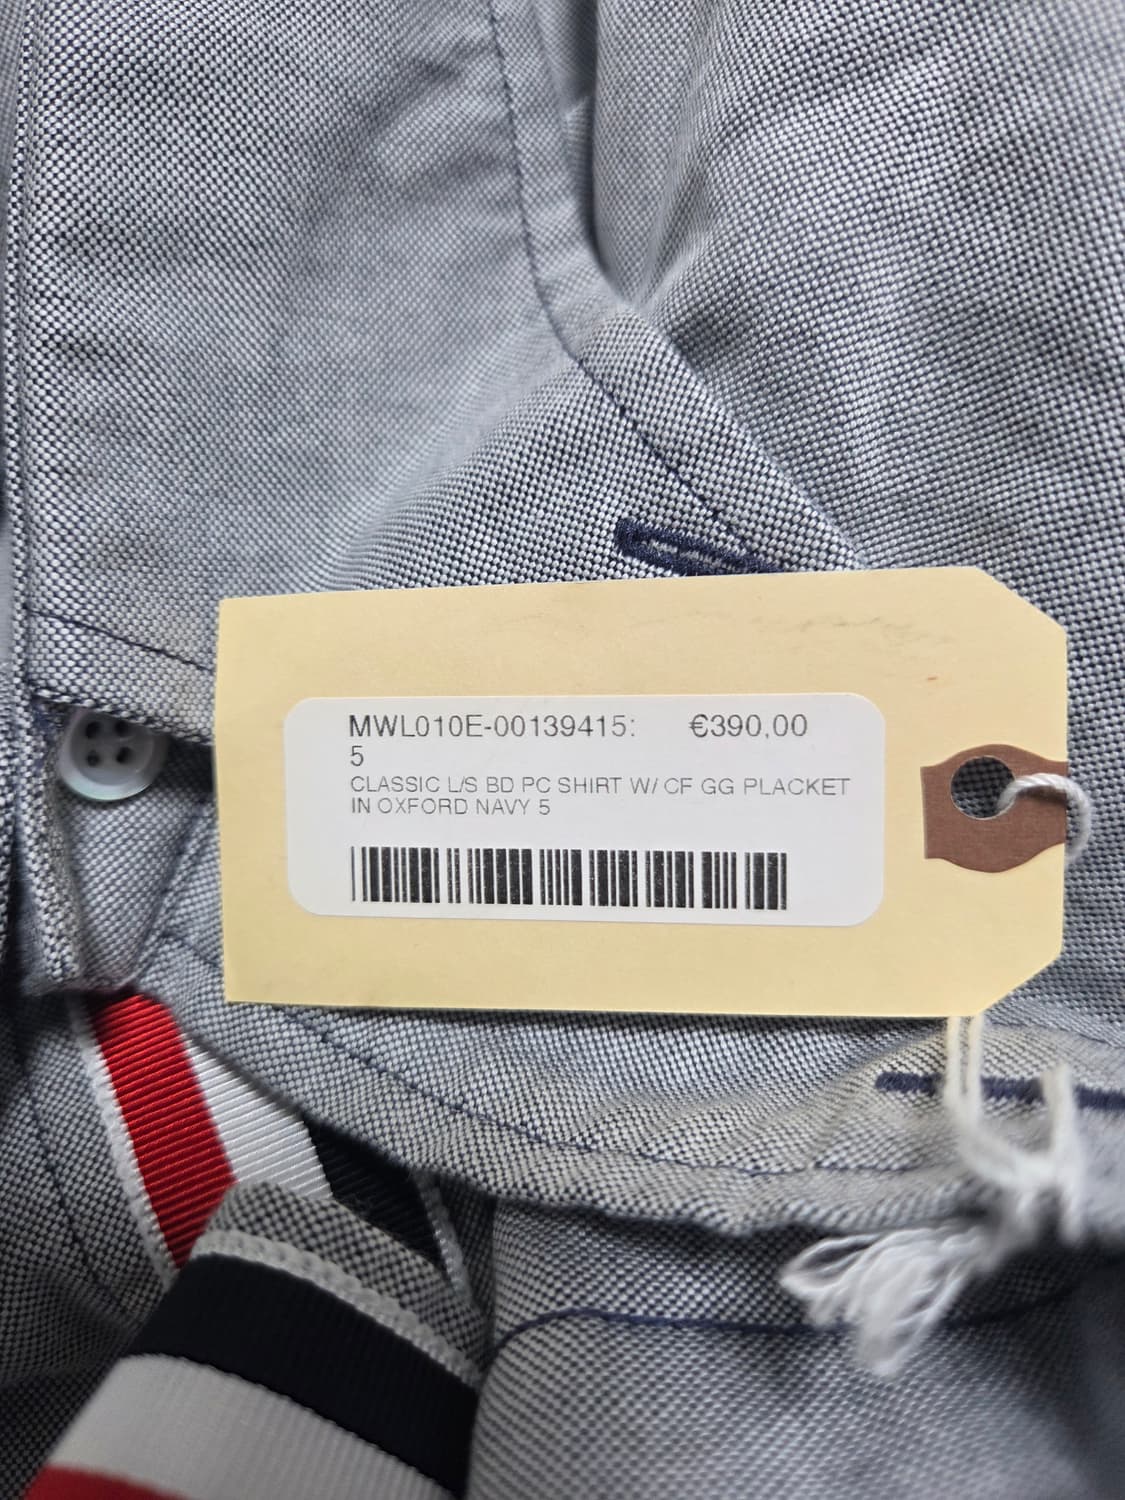 MWL010E-00139415: €390,00
5
CLASSIC L/S BD PC SHIRT W/ CF GG PLACKET
IN OXFORD NAVY 5